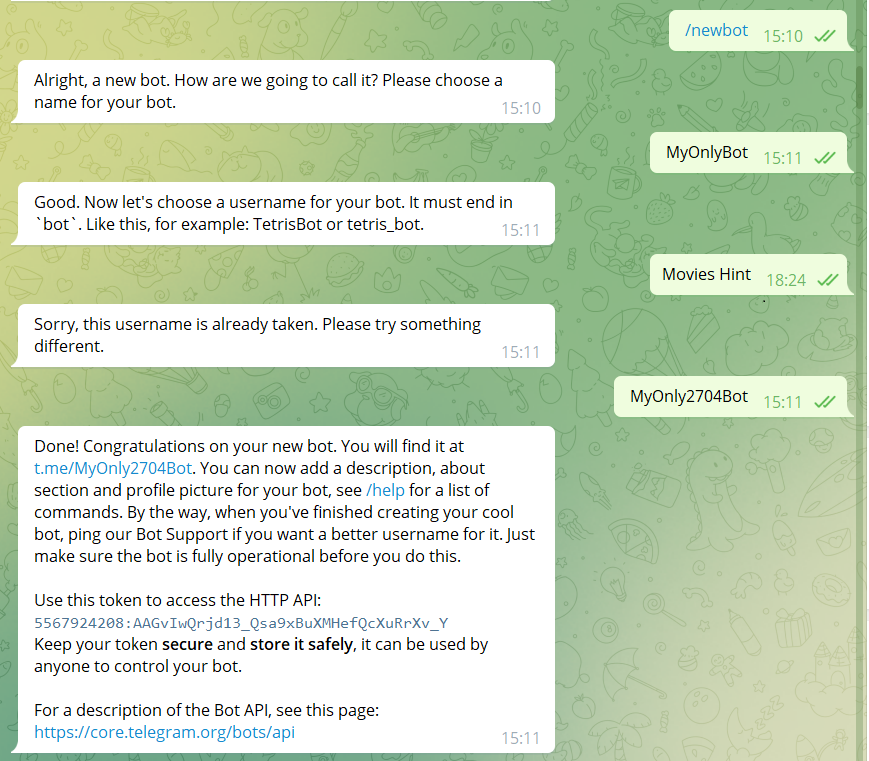 /newbot 15:10
Alright, a new bot. How are we going to call it? Please choose a
name for your bot.
15:10
MyOnlyBot 15:11
Good. Now let's choose a username for your bot. It must end in
`bot`. Like this, for example: TetrisBot or tetris_bot.
15:11
Movies Hint 18:24
Sorry, this username is already taken. Please try something
different.
15:11
MyOnly2704Bot 15:11
Done! Congratulations on your new bot. You will find it at
t.me/MyOnly2704Bot. You can now add a description, about
section and profile picture for your bot, see /help for a list of
commands. By the way, when you've finished creating your cool
bot, ping our Bot Support if you want a better username for it. Just
make sure the bot is fully operational before you do this.
Use this token to access the HTTP API:
5567924208:AAGvIwQrjd13_Qsa9xBuXMHefQcXuRrXv_Y
Keep your token secure and store it safely, it can be used by
anyone to control your bot.
For a description of the Bot API, see this page:
https://core.telegram.org/bots/api
15:11